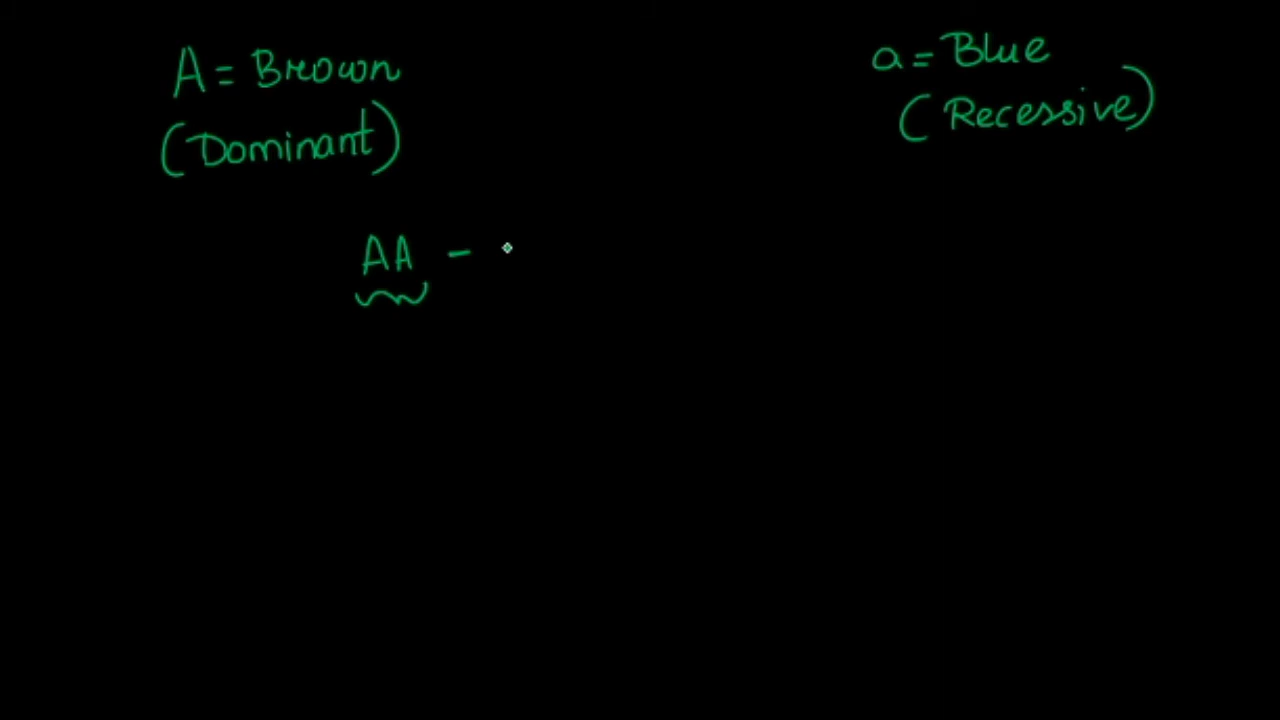 A = Brown
(Dominant)
a = Blue
(Recessive)
AA -